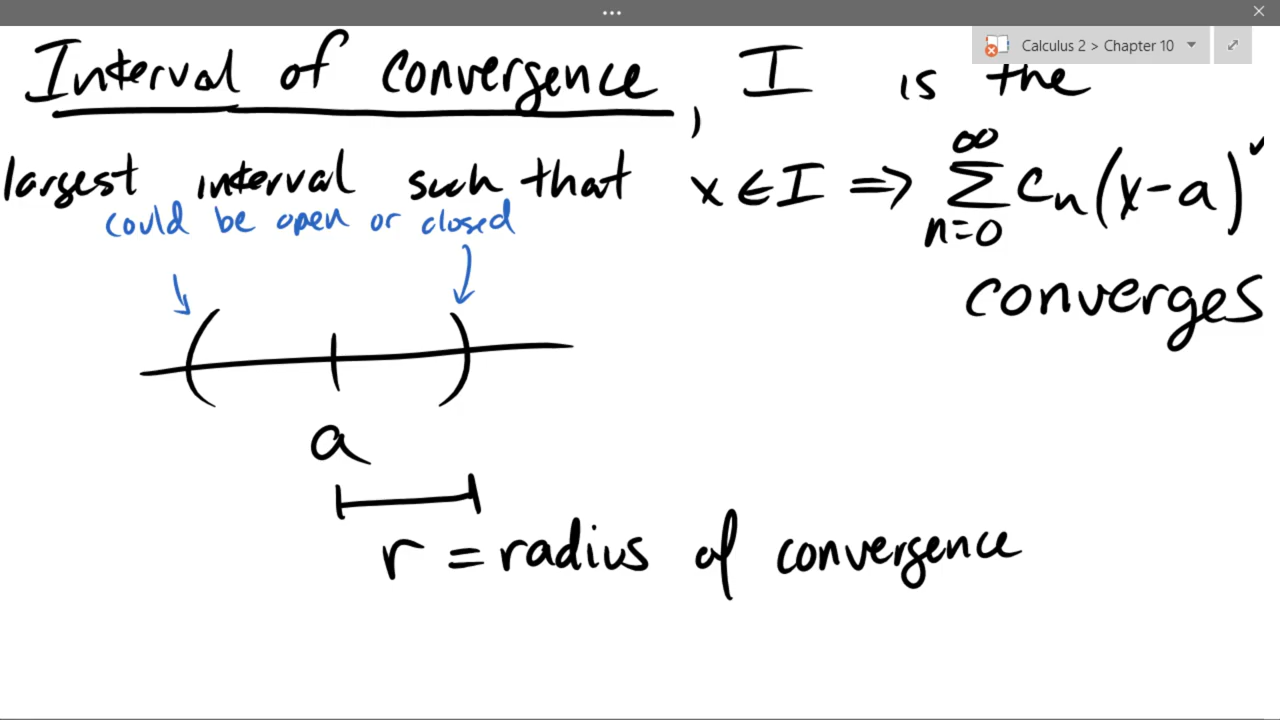 Calculus 2 > Chapter 10
Interval of convergence, I is the
largest interval such that x ∈ I ⇒ ∑_{n=0}^{∞} c_n (x-a)
could be open or closed
converges
( | )
a
r = radius of convergence